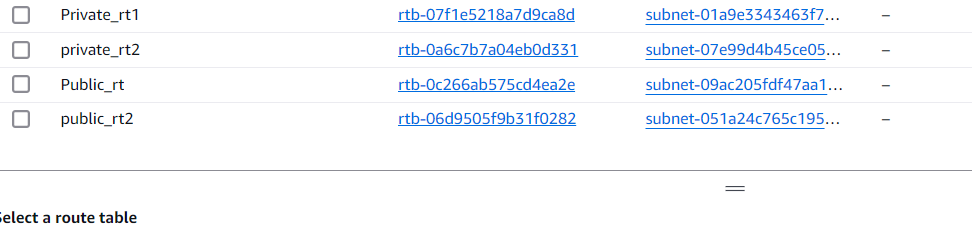 Private_rt1 rtb-07f1e5218a7d9ca8d subnet-01a9e3343463f7... –
private_rt2 rtb-0a6c7b7a04eb0d331 subnet-07e99d4b45ce05... –
Public_rt rtb-0c266ab575cd4ea2e subnet-09ac205fdf47aa1... –
public_rt2 rtb-06d9505f9b31f0282 subnet-051a24c765c195... –
Select a route table